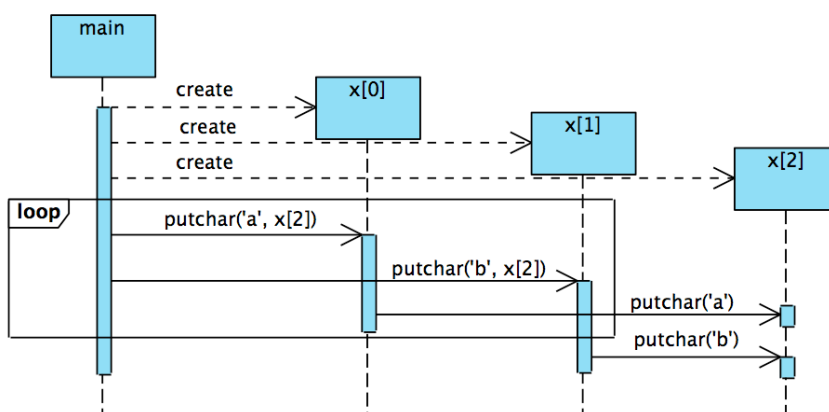 main
create
x[0]
create
x[1]
create
x[2]
loop
putchar('a', x[2])
putchar('b', x[2])
putchar('a')
putchar('b')